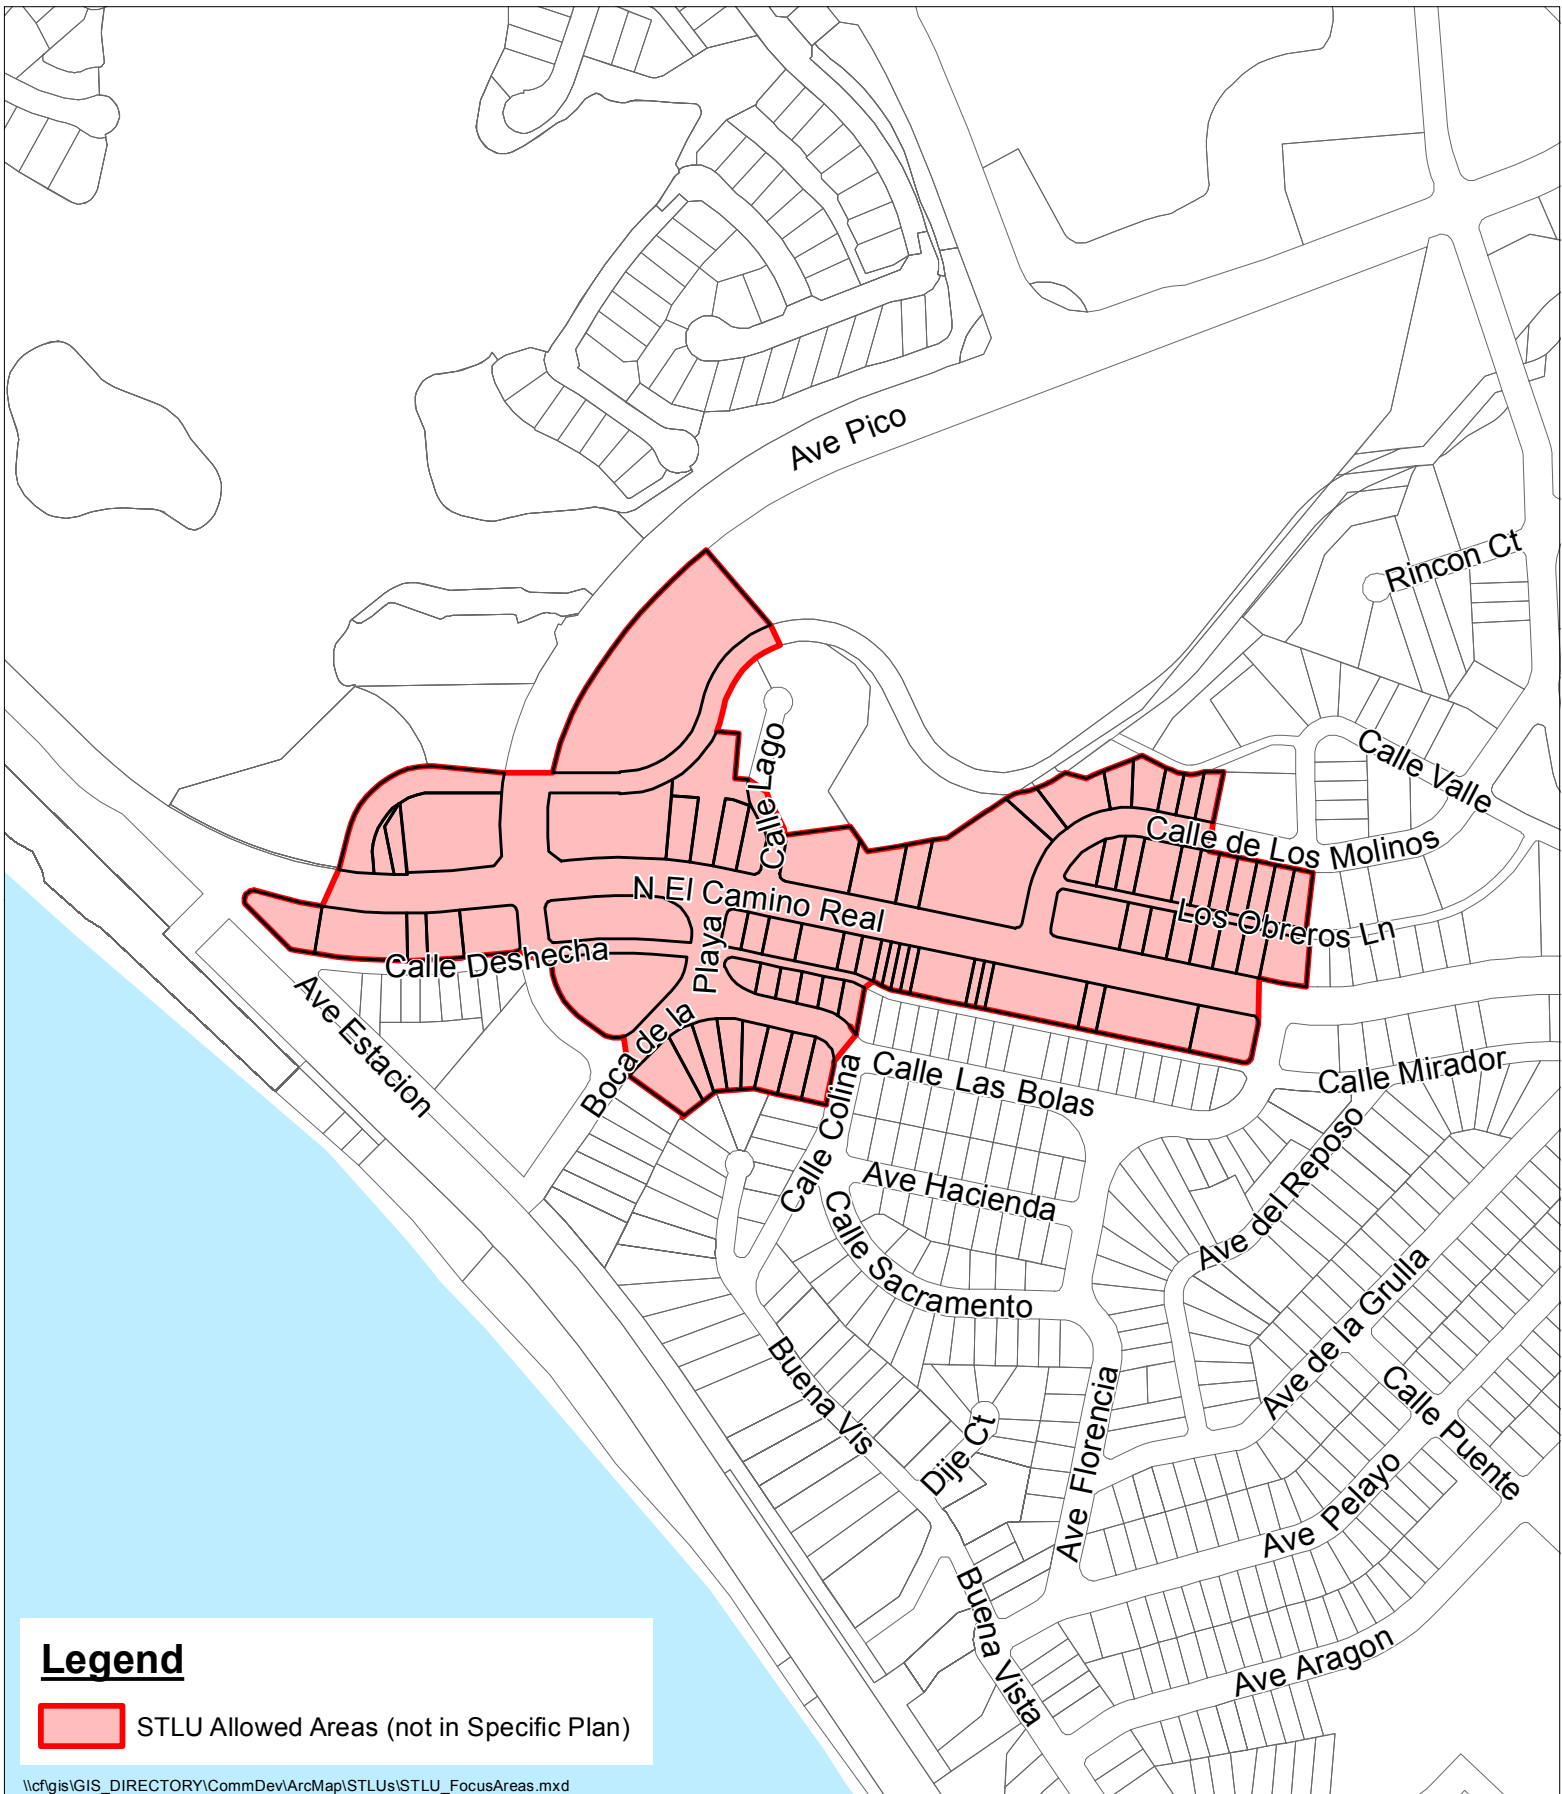 Ave Pico
Rincon Ct
Calle Lago
Calle Valle
Calle de Los Molinos
N El Camino Real
Los Obreros Ln
Calle Deshecha
Boca de la Playa
Ave Estacion
Calle Las Bolas
Calle Mirador
Calle Colina
Ave Hacienda
Ave del Reposo
Calle Sacramento
Ave de la Grulla
Buena Vis
Calle Puente
Dije Ct
Ave Florencia
Ave Pelayo
Buena Vista
Ave Aragon
Legend
STLU Allowed Areas (not in Specific Plan)
\\cf\gis\GIS_DIRECTORY\CommDev\ArcMap\STLUs\STLU_FocusAreas.mxd